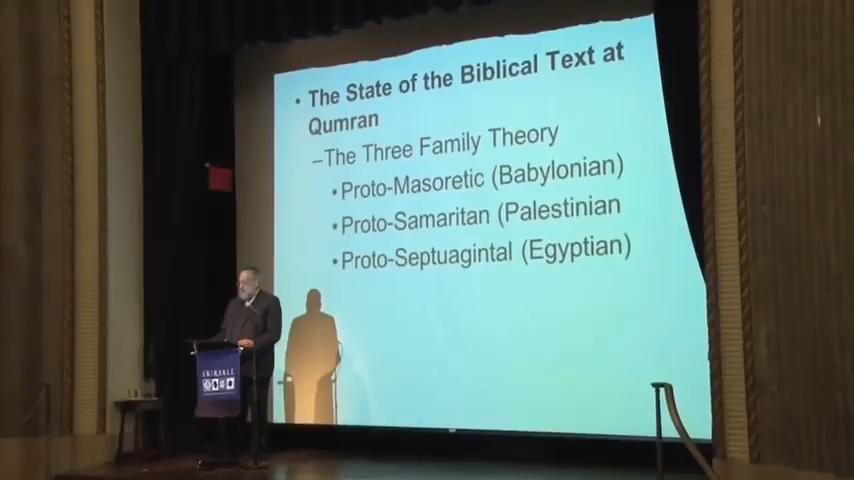 • The State of the Biblical Text at
Qumran
–The Three Family Theory
• Proto-Masoretic (Babylonian)
• Proto-Samaritan (Palestinian
• Proto-Septuagintal (Egyptian)
SKIRBALL